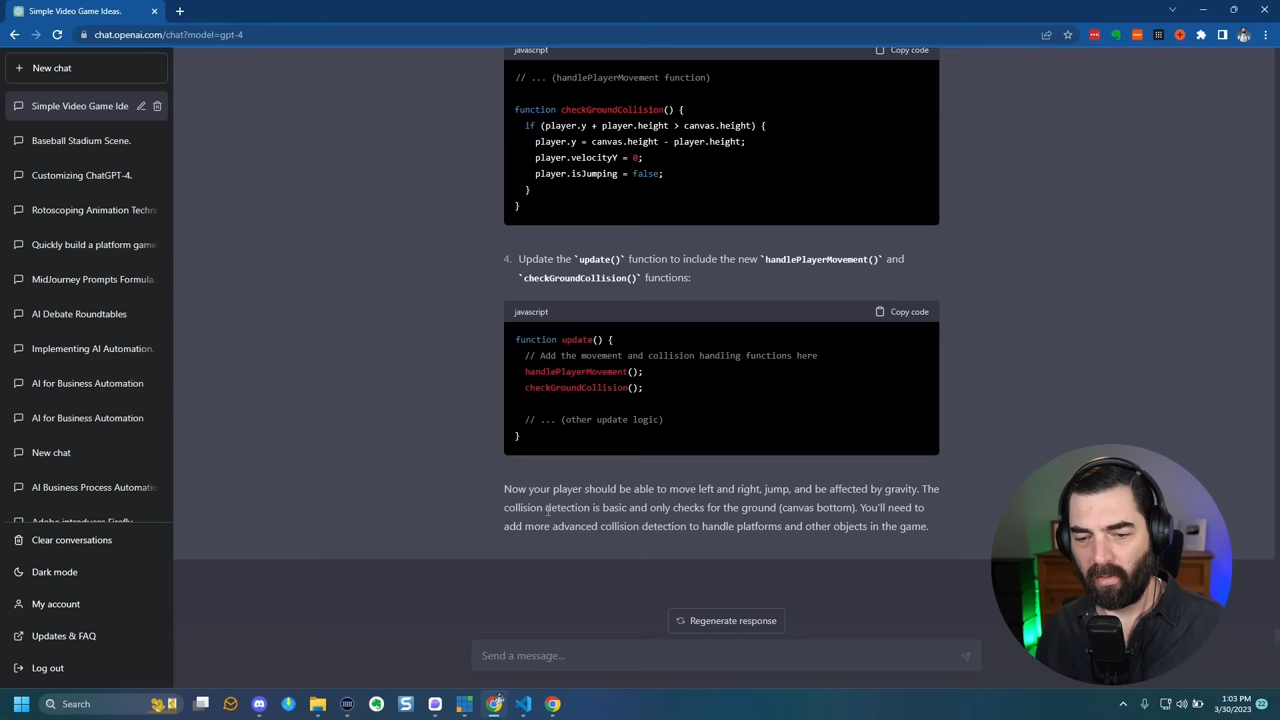 Simple Video Game Ideas.
chat.openai.com/chat?model=gpt-4
New chat
Simple Video Game Ide
Baseball Stadium Scene.
Customizing ChatGPT-4.
Rotoscoping Animation Techn
Quickly build a platform game.
MidJourney Prompts Formula.
AI Debate Roundtables
Implementing AI Automation.
AI for Business Automation
AI for Business Automation
New chat
AI Business Process Automatio
Adobe introduces Firefly
Clear conversations
Dark mode
My account
Updates & FAQ
Log out
javascript
Copy code
// ... (handlePlayerMovement function)
function checkGroundCollision() {
if (player.y + player.height > canvas.height) {
player.y = canvas.height - player.height;
player.velocityY = 0;
player.isJumping = false;
}
}
4. Update the `update()` function to include the new `handlePlayerMovement()` and
`checkGroundCollision()` functions:
javascript
Copy code
function update() {
// Add the movement and collision handling functions here
handlePlayerMovement();
checkGroundCollision();
// ... (other update logic)
}
Now your player should be able to move left and right, jump, and be affected by gravity. The
collision detection is basic and only checks for the ground (canvas bottom). You'll need to
add more advanced collision detection to handle platforms and other objects in the game.
Regenerate response
Send a message...
Search
1:03 PM
3/30/2023